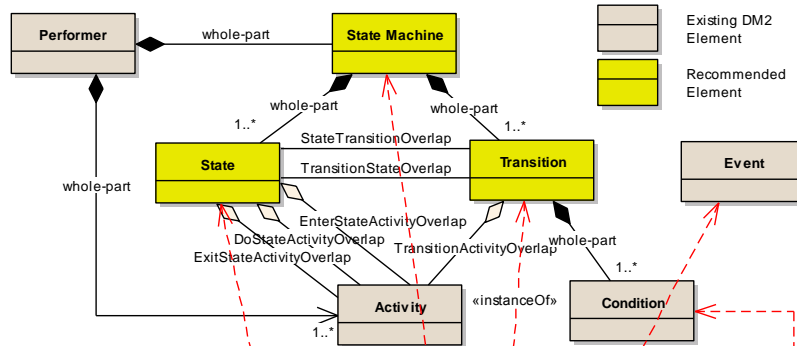 Performer
whole-part
State Machine
Existing DM2
Element
Recommended
Element
whole-part
whole-part
1..*
1..*
StateTransitionOverlap
State
Transition
Event
TransitionStateOverlap
whole-part
EnterStateActivityOverlap
DoStateActivityOverlap
TransitionActivityOverlap
whole-part
ExitStateActivityOverlap
1..*
«instanceOf»
Activity
Condition
1..*